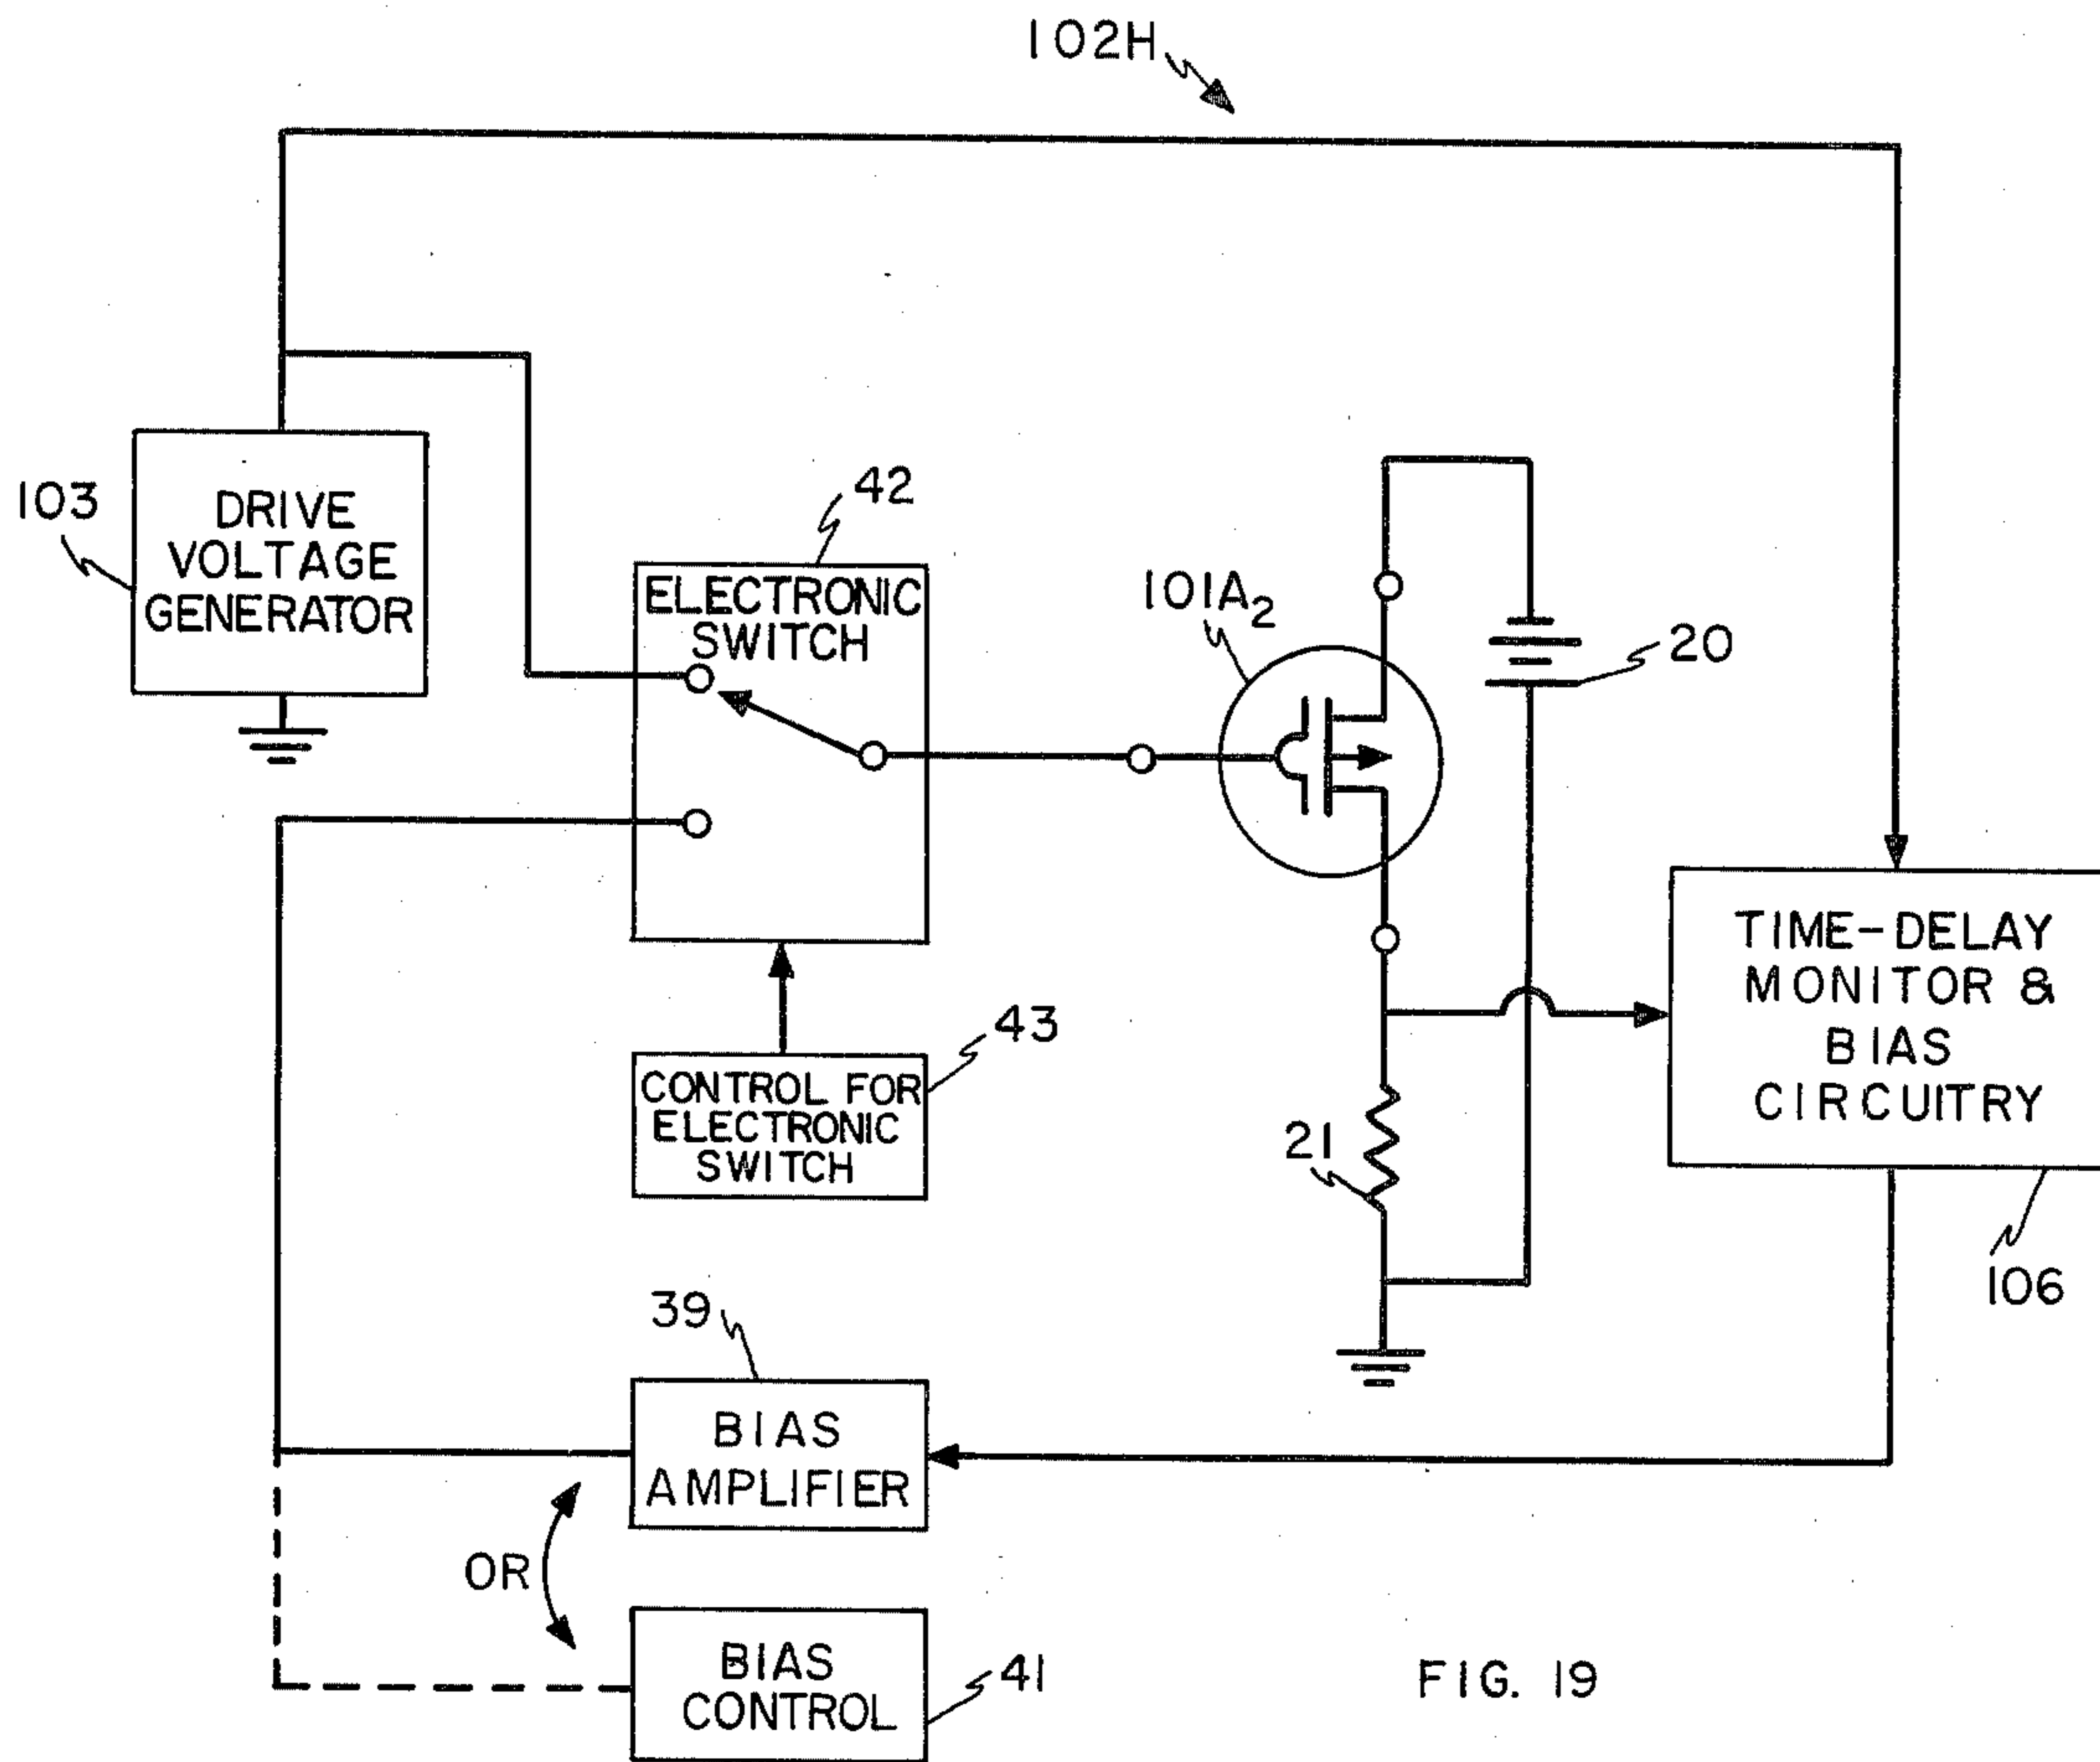 102H
103
DRIVE
VOLTAGE
GENERATOR
42
ELECTRONIC
SWITCH
101A2
20
TIME-DELAY
MONITOR &
BIAS
CIRCUITRY
43
CONTROL FOR
ELECTRONIC
SWITCH
21
106
39
BIAS
AMPLIFIER
OR
BIAS
CONTROL
41
FIG. 19